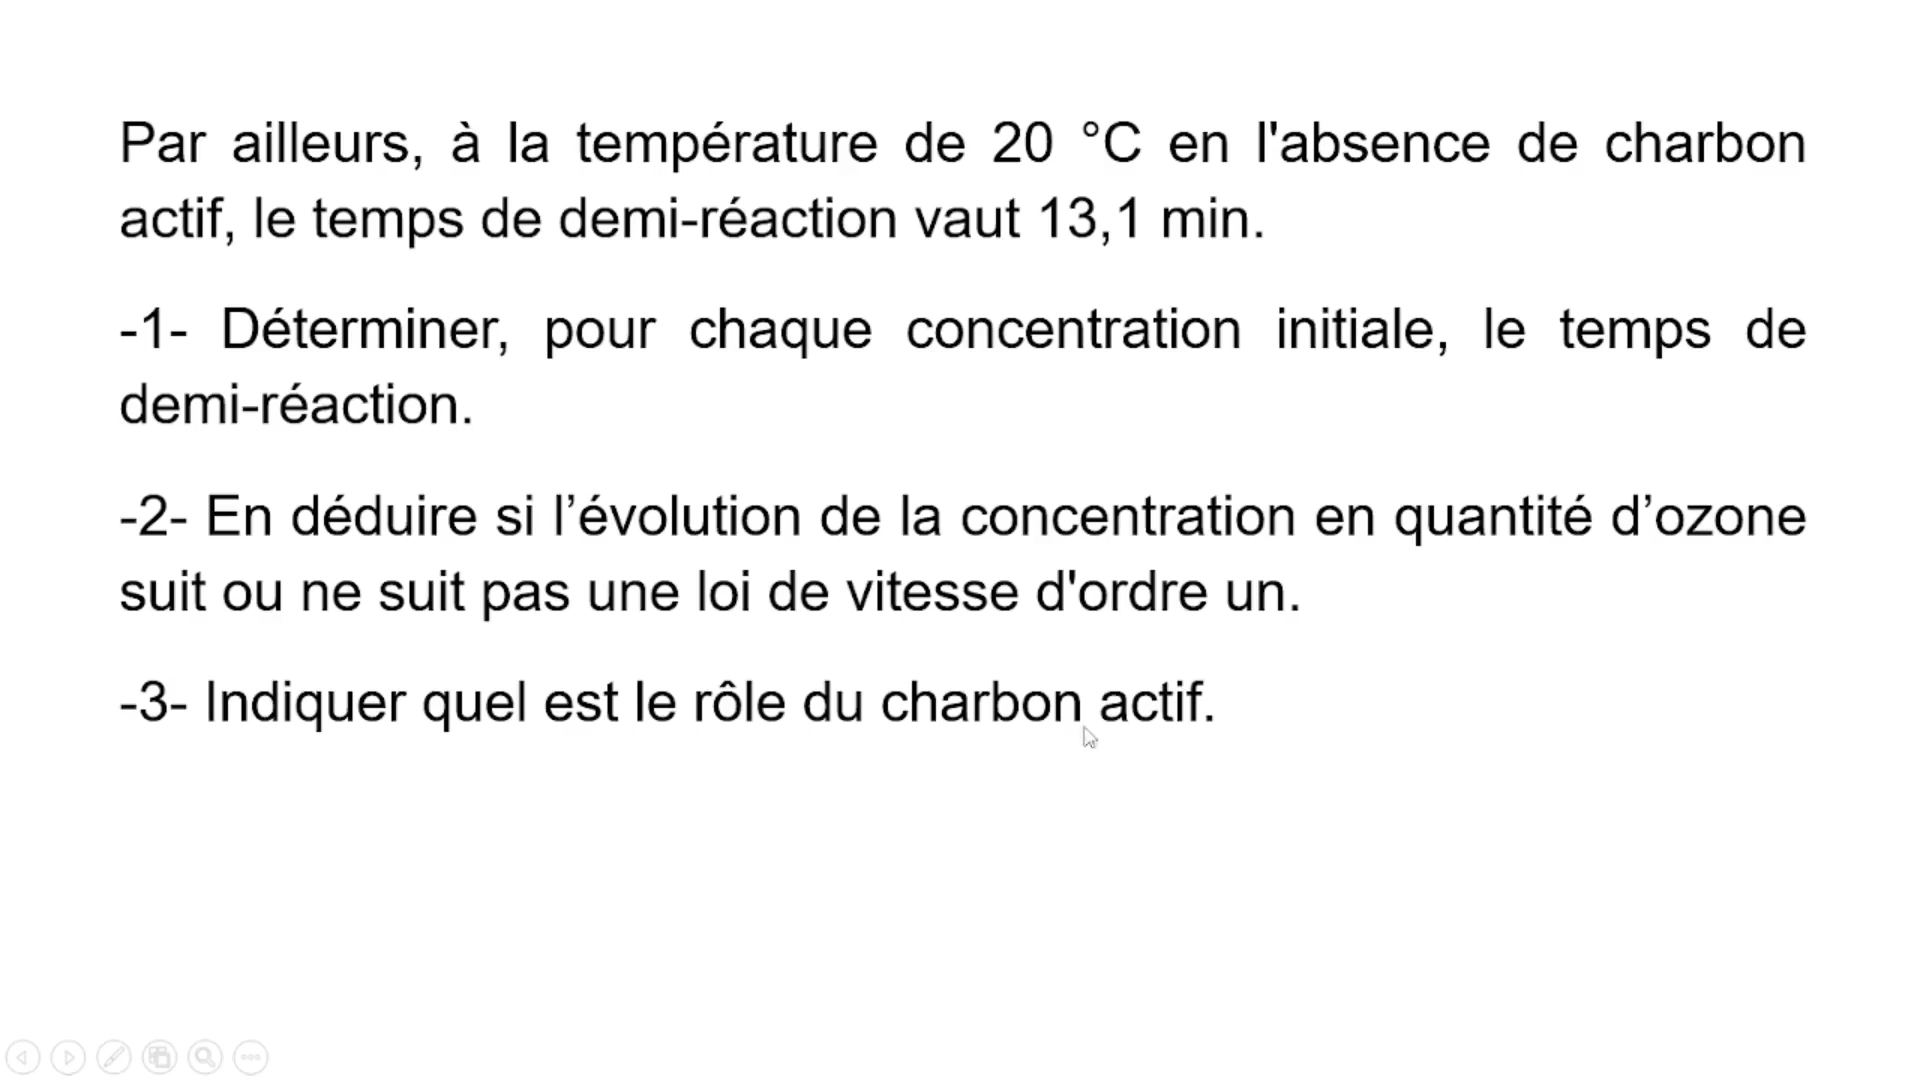 Par ailleurs, à la température de 20 °C en l'absence de charbon
actif, le temps de demi-réaction vaut 13,1 min.
-1- Déterminer, pour chaque concentration initiale, le temps de
demi-réaction.
-2- En déduire si l’évolution de la concentration en quantité d’ozone
suit ou ne suit pas une loi de vitesse d'ordre un.
-3- Indiquer quel est le rôle du charbon actif.